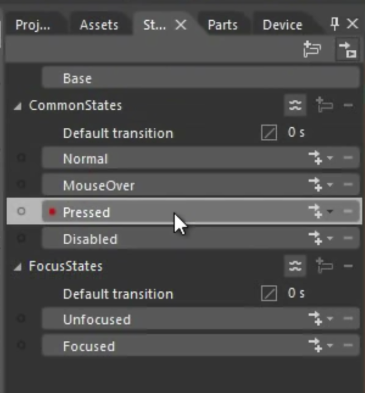 Proj... Assets St... Parts Device
Base
CommonStates
Default transition 0 s
Normal
MouseOver
Pressed
Disabled
FocusStates
Default transition 0 s
Unfocused
Focused